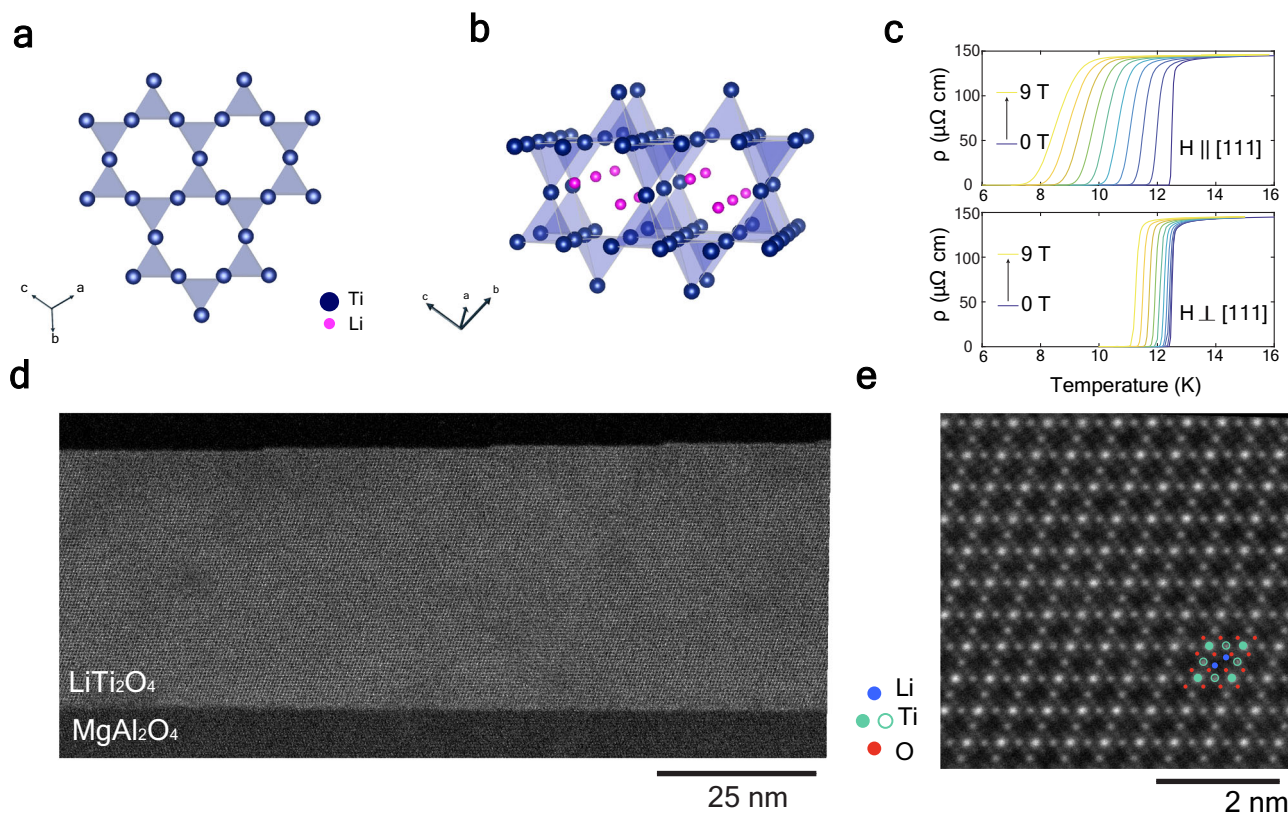 a
c
a
b
Ti
Li
b
c
a
b
c
ρ (μΩ cm)
150
100
50
0
9 T
0 T
H || [111]
6
8
10
12
14
16
ρ (μΩ cm)
150
100
50
0
9 T
0 T
H ⊥ [111]
6
8
10
12
14
16
Temperature (K)
d
LiTi₂O₄
MgAl₂O₄
25 nm
e
Li
Ti
O
2 nm